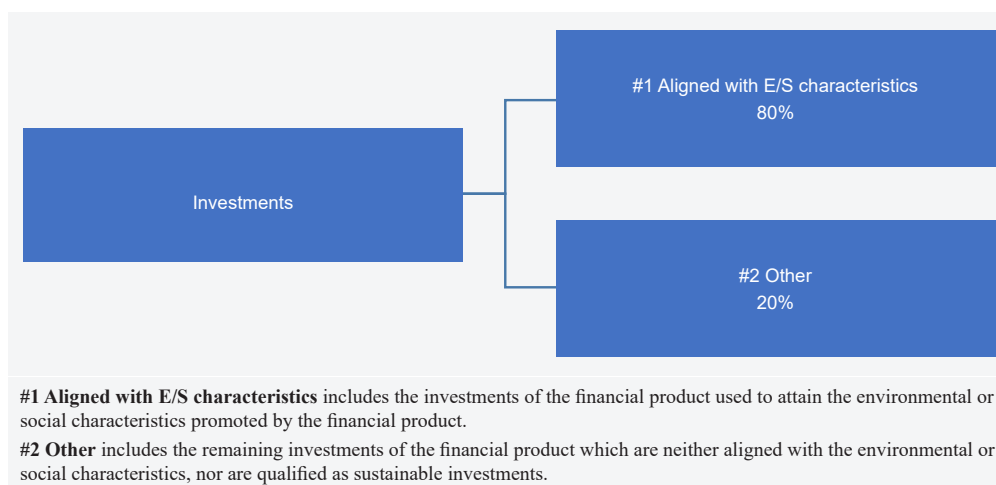 #1 Aligned with E/S characteristics
80%
Investments
#2 Other
20%
#1 Aligned with E/S characteristics includes the investments of the financial product used to attain the environmental or
social characteristics promoted by the financial product.
#2 Other includes the remaining investments of the financial product which are neither aligned with the environmental or
social characteristics, nor are qualified as sustainable investments.